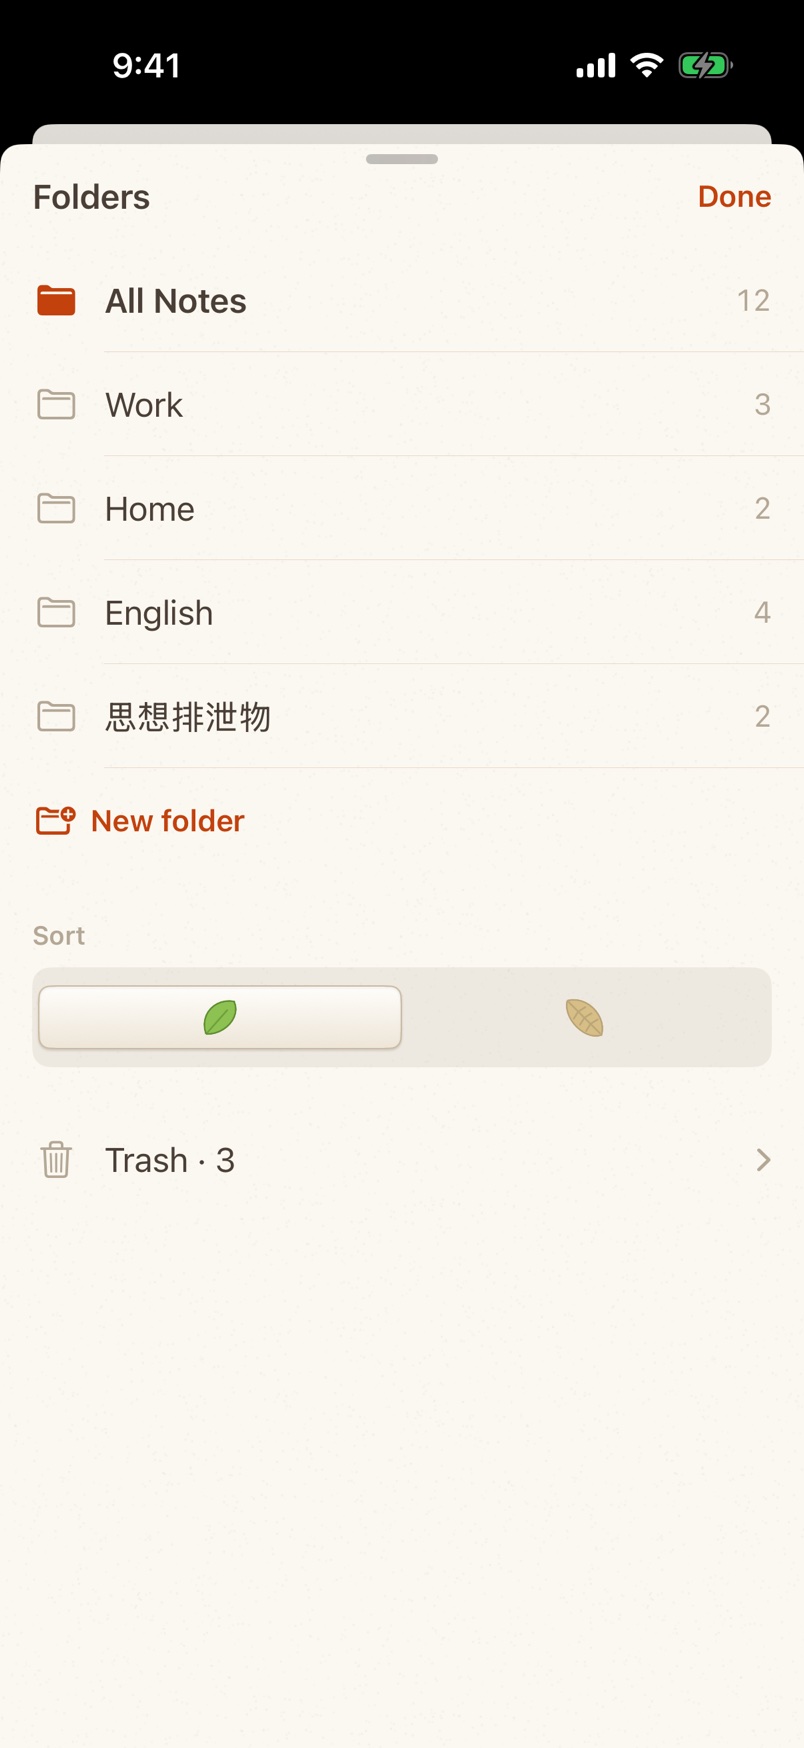 9:41
Folders
Done
All Notes
12
Work
3
Home
2
English
4
思想排泄物
2
New folder
Sort
Trash · 3